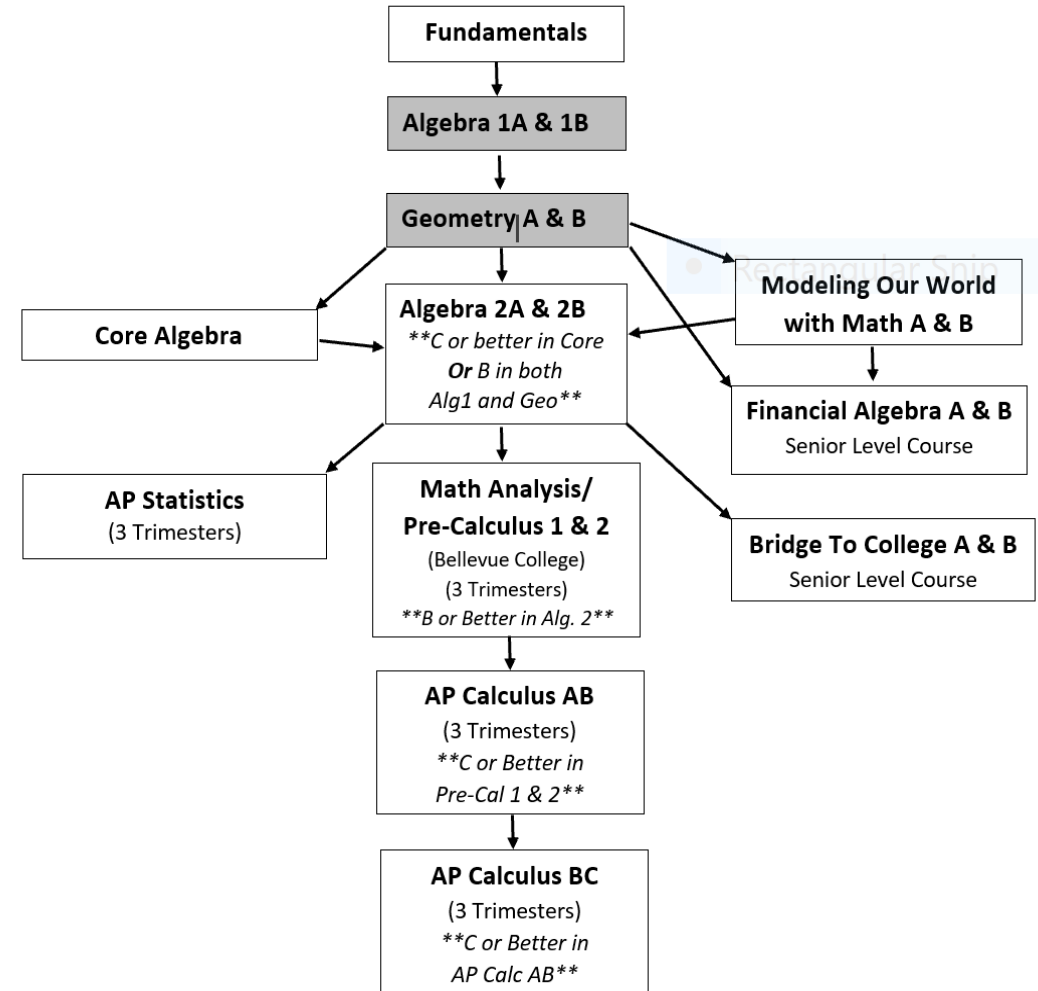 Fundamentals
Algebra 1A & 1B
Geometry A & B
Rectangular Snip
Modeling Our World
with Math A & B
Core Algebra
Algebra 2A & 2B
**C or better in Core
Or B in both
Alg1 and Geo**
Financial Algebra A & B
Senior Level Course
AP Statistics
(3 Trimesters)
Math Analysis/
Pre-Calculus 1 & 2
(Bellevue College)
(3 Trimesters)
**B or Better in Alg. 2**
Bridge To College A & B
Senior Level Course
AP Calculus AB
(3 Trimesters)
**C or Better in
Pre-Cal 1 & 2**
AP Calculus BC
(3 Trimesters)
**C or Better in
AP Calc AB**